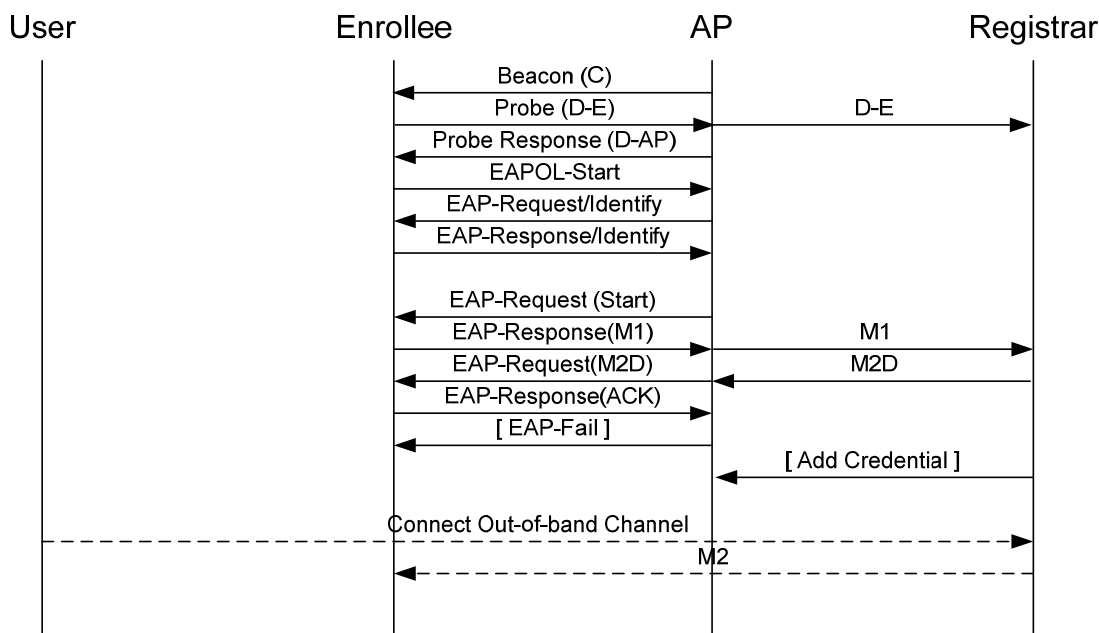 User Enrollee AP Registrar
Beacon (C)
Probe (D-E) D-E
Probe Response (D-AP)
EAPOL-Start
EAP-Request/Identify
EAP-Response/Identify
EAP-Request (Start)
EAP-Response(M1) M1
EAP-Request(M2D) M2D
EAP-Response(ACK)
[ EAP-Fail ]
[ Add Credential ]
Connect Out-of-band Channel
M2